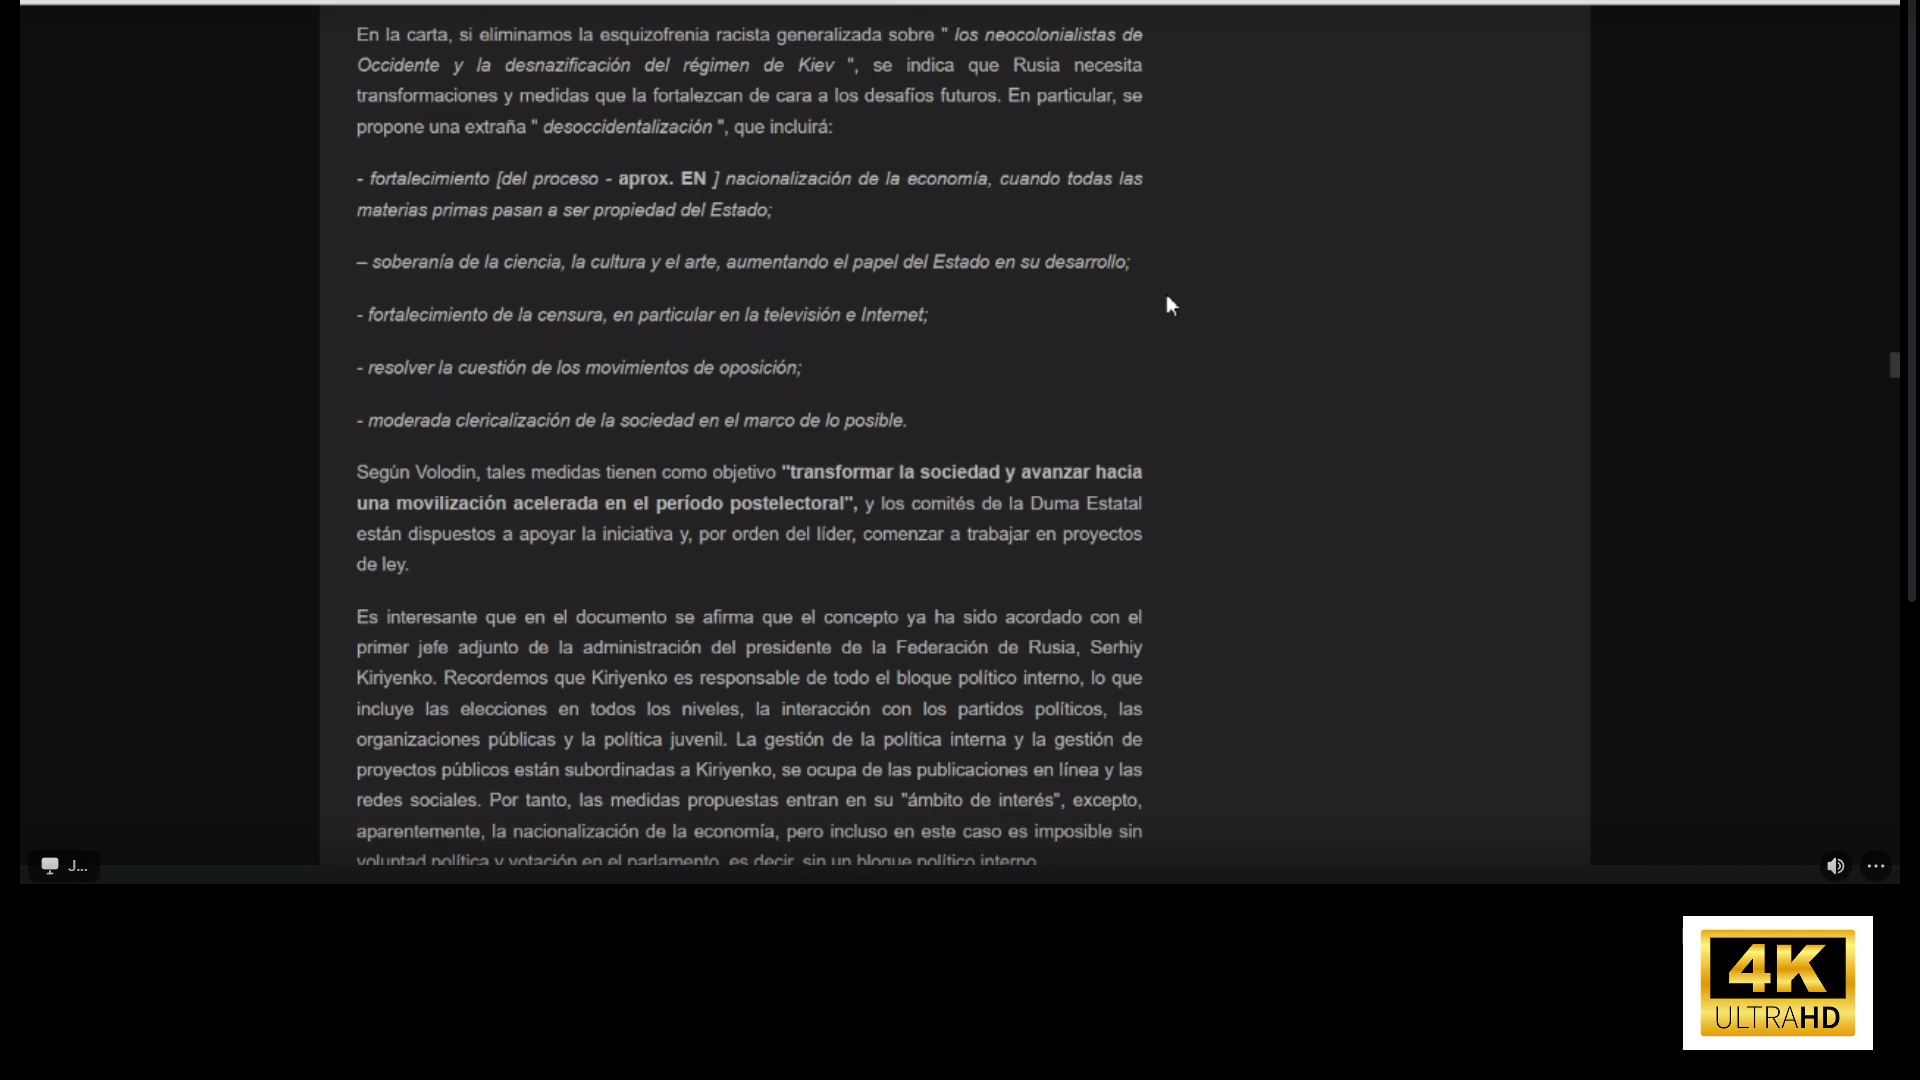 En la carta, si eliminamos la esquizofrenia racista generalizada sobre " los neocolonialistas de
Occidente y la desnazificación del régimen de Kiev ", se indica que Rusia necesita
transformaciones y medidas que la fortalezcan de cara a los desafíos futuros. En particular, se
propone una extraña " desoccidentalización ", que incluirá:
- fortalecimiento [del proceso - aprox. EN ] nacionalización de la economía, cuando todas las
materias primas pasan a ser propiedad del Estado;
– soberanía de la ciencia, la cultura y el arte, aumentando el papel del Estado en su desarrollo;
- fortalecimiento de la censura, en particular en la televisión e Internet;
- resolver la cuestión de los movimientos de oposición;
- moderada clericalización de la sociedad en el marco de lo posible.
Según Volodin, tales medidas tienen como objetivo "transformar la sociedad y avanzar hacia
una movilización acelerada en el período postelectoral", y los comités de la Duma Estatal
están dispuestos a apoyar la iniciativa y, por orden del líder, comenzar a trabajar en proyectos
de ley.
Es interesante que en el documento se afirma que el concepto ya ha sido acordado con el
primer jefe adjunto de la administración del presidente de la Federación de Rusia, Serhiy
Kiriyenko. Recordemos que Kiriyenko es responsable de todo el bloque político interno, lo que
incluye las elecciones en todos los niveles, la interacción con los partidos políticos, las
organizaciones públicas y la política juvenil. La gestión de la política interna y la gestión de
proyectos públicos están subordinadas a Kiriyenko, se ocupa de las publicaciones en línea y las
redes sociales. Por tanto, las medidas propuestas entran en su "ámbito de interés", excepto,
aparentemente, la nacionalización de la economía, pero incluso en este caso es imposible sin
voluntad política y votación en el parlamento, es decir, sin un bloque político interno.
J...
4K
ULTRAHD